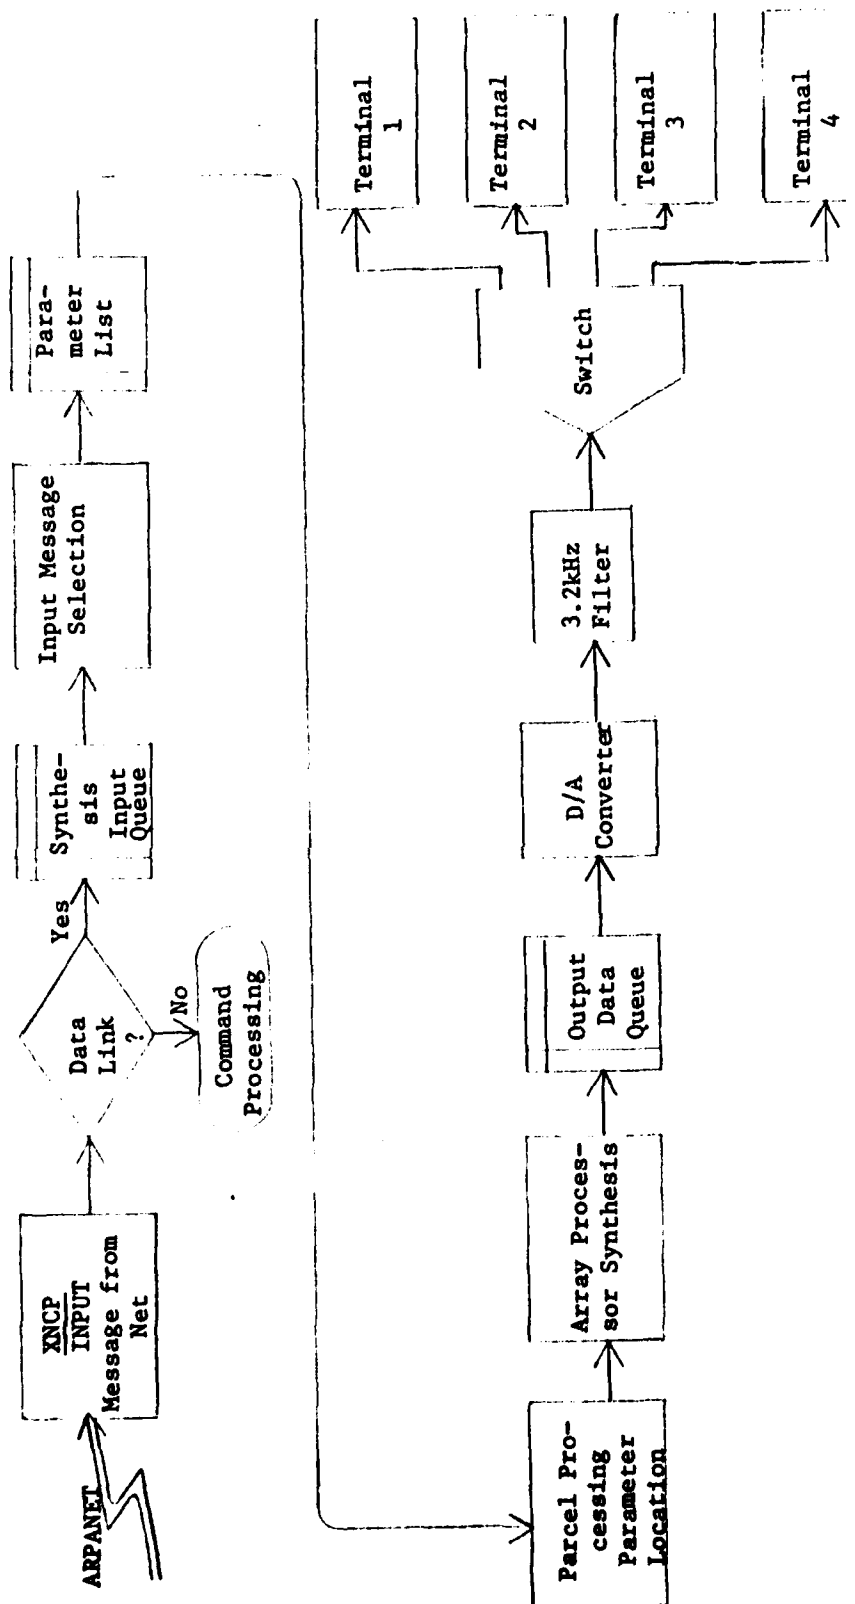 ARPANET
XNCP
INPUT
Message from
Net
Data
Link
?
Yes
No
Command
Processing
Synthe-
sis
Input
Queue
Input Message
Selection
Para-
meter
List
Parcel Pro-
cessing
Parameter
Location
Array Proces-
sor Synthesis
Output
Data
Queue
D/A
Converter
3.2kHz
Filter
Switch
Terminal
1
Terminal
2
Terminal
3
Terminal
4